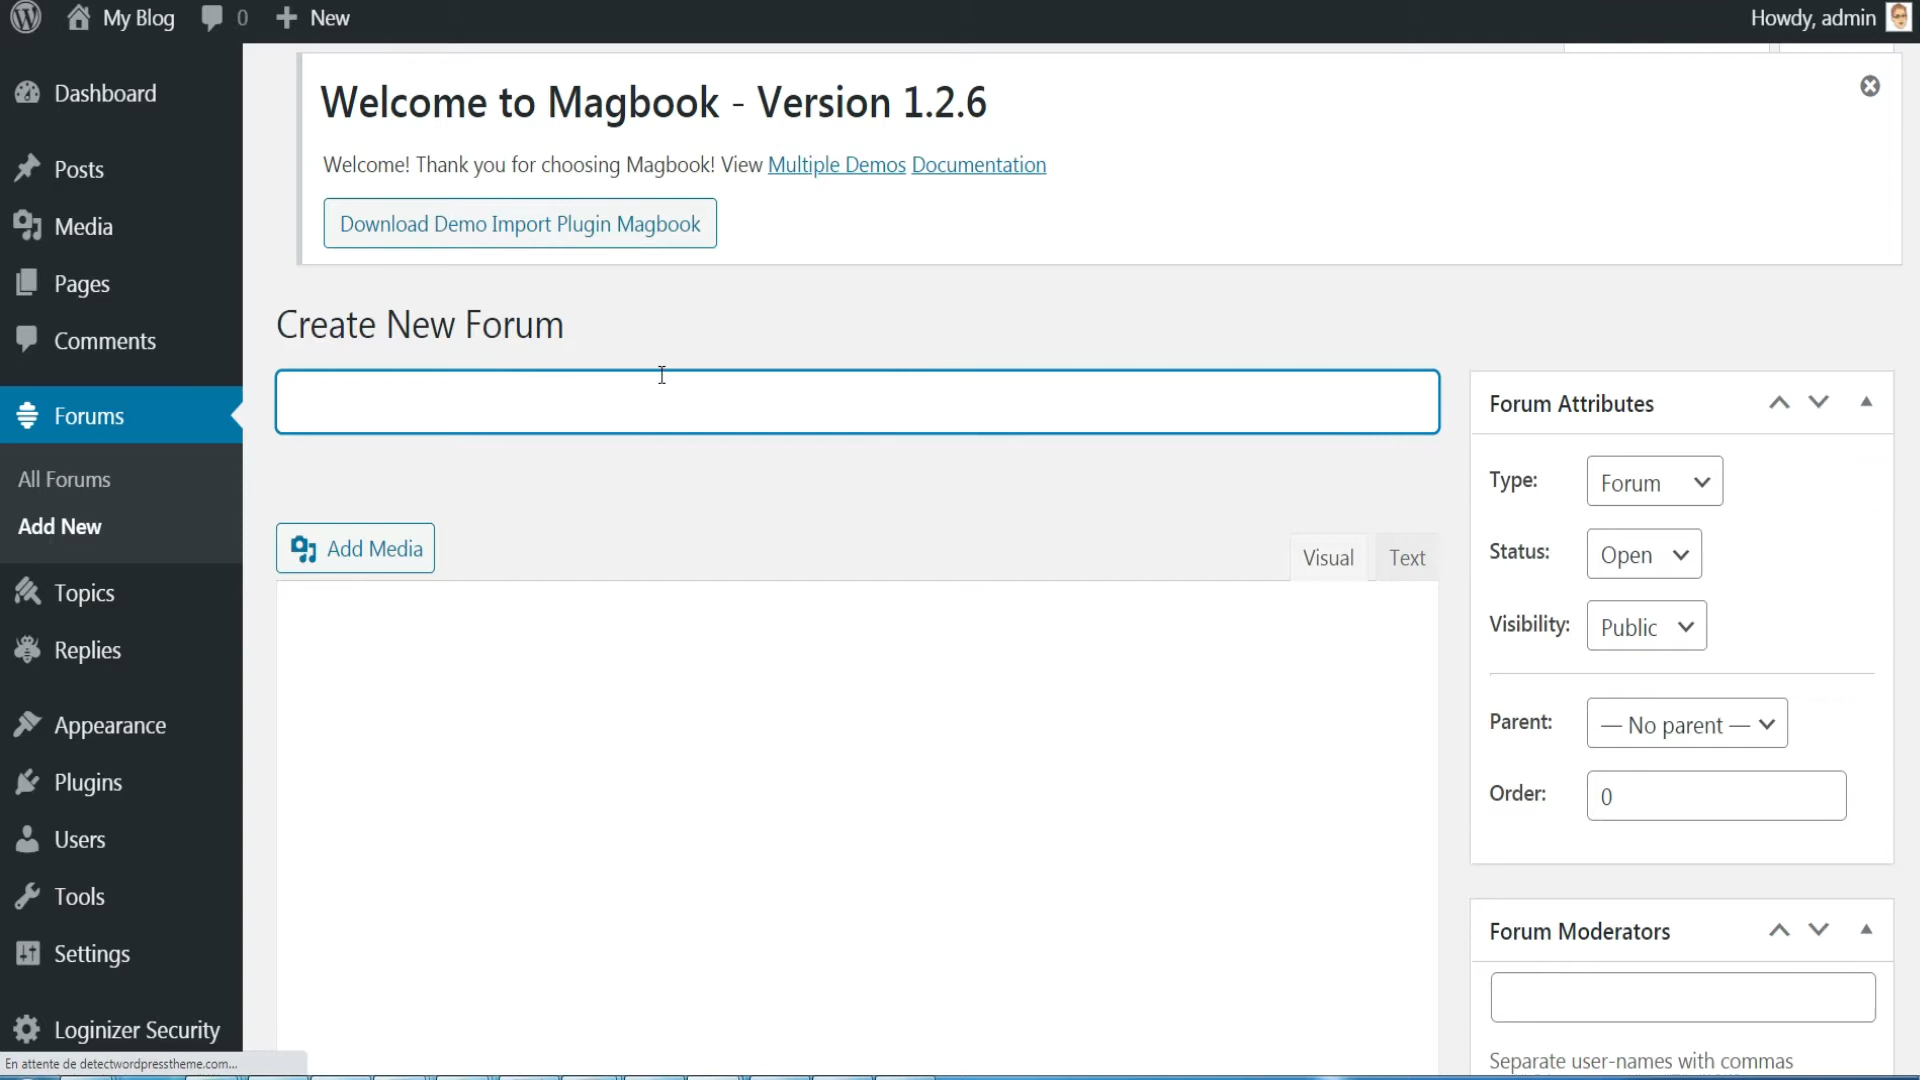 My Blog 0 New Howdy, admin
Dashboard
Posts
Media
Pages
Comments
Forums
All Forums
Add New
Topics
Replies
Appearance
Plugins
Users
Tools
Settings
Loginizer Security
En attente de detectwordpresstheme.com...
Welcome to Magbook - Version 1.2.6
Welcome! Thank you for choosing Magbook! View Multiple Demos Documentation
Download Demo Import Plugin Magbook
Create New Forum
Add Media
Visual Text
Forum Attributes
Type: Forum
Status: Open
Visibility: Public
Parent: — No parent —
Order: 0
Forum Moderators
Separate user-names with commas